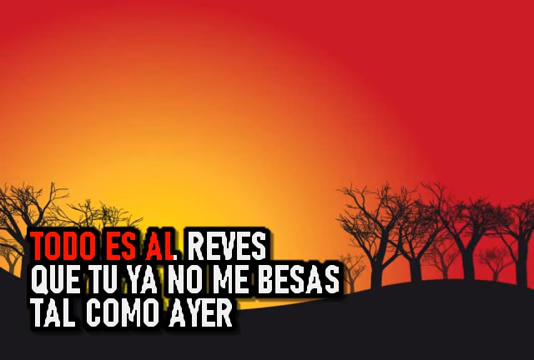 TODO ES AL REVES
QUE TU YA NO ME BESAS
TAL COMO AYER